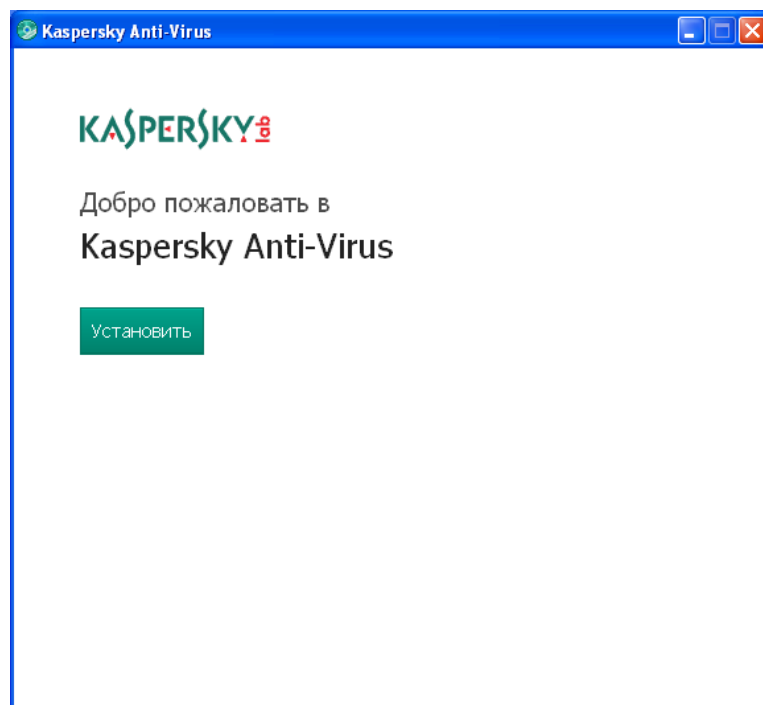 Kaspersky Anti-Virus
KASPERSKY lab
Добро пожаловать в
Kaspersky Anti-Virus
Установить